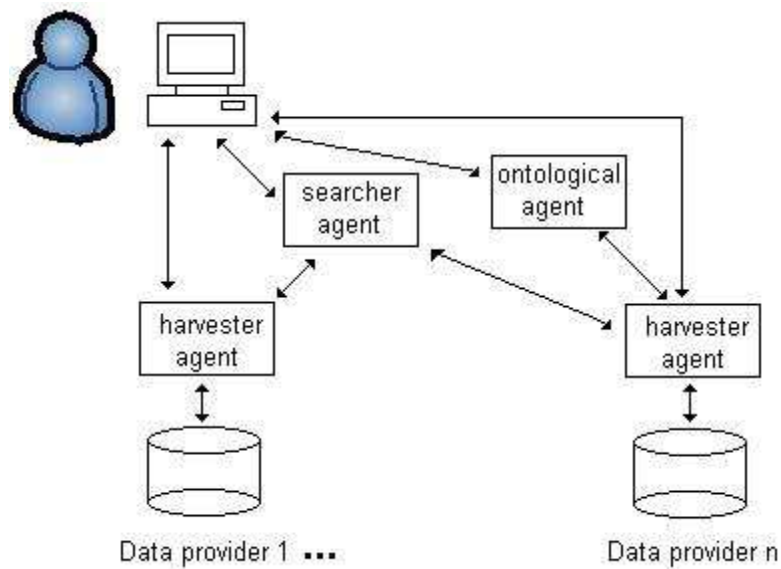 searcher
agent
ontological
agent
harvester
agent
harvester
agent
Data provider 1 ...
Data provider n